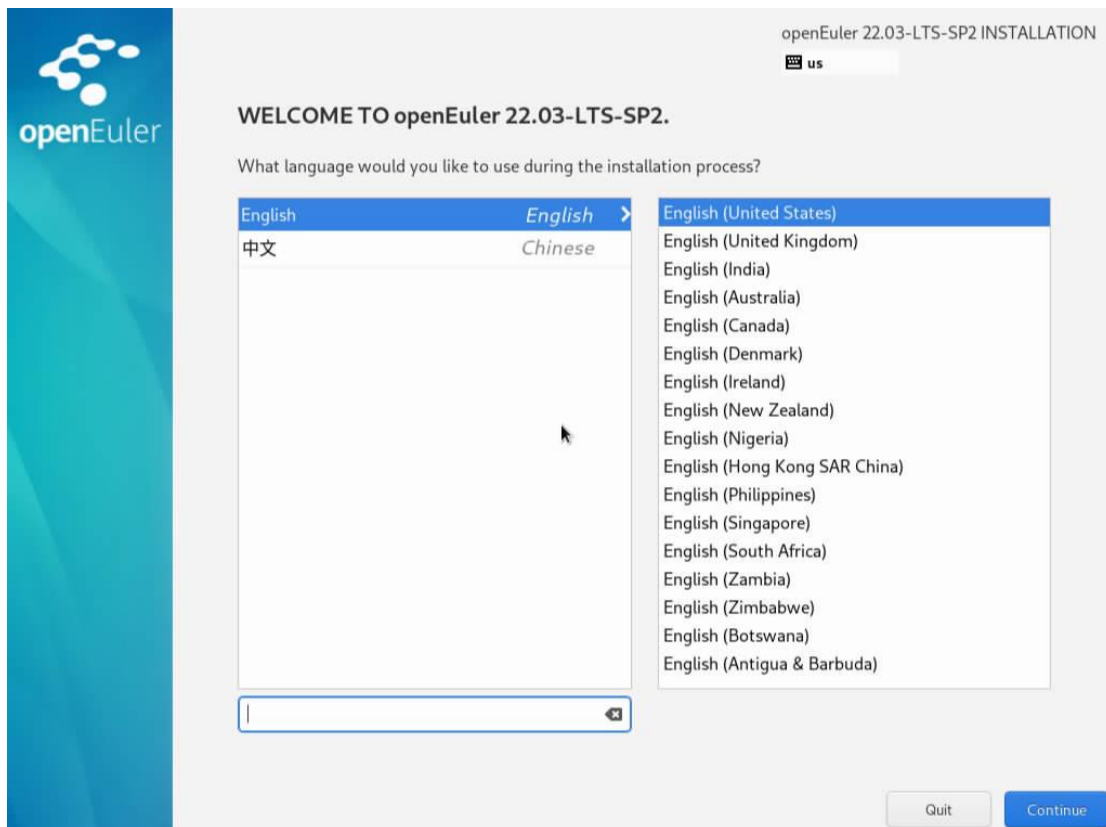 openEuler
openEuler 22.03-LTS-SP2 INSTALLATION
us
WELCOME TO openEuler 22.03-LTS-SP2.
What language would you like to use during the installation process?
English English
中文 Chinese
English (United States)
English (United Kingdom)
English (India)
English (Australia)
English (Canada)
English (Denmark)
English (Ireland)
English (New Zealand)
English (Nigeria)
English (Hong Kong SAR China)
English (Philippines)
English (Singapore)
English (South Africa)
English (Zambia)
English (Zimbabwe)
English (Botswana)
English (Antigua & Barbuda)
Quit
Continue